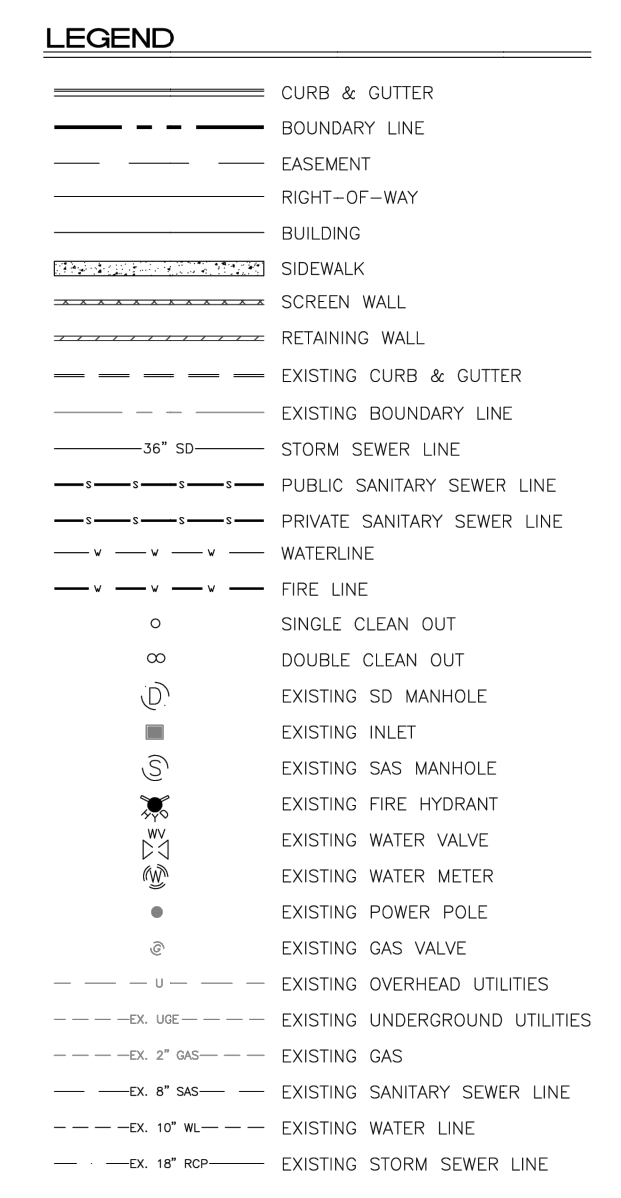 LEGEND
CURB & GUTTER
BOUNDARY LINE
EASEMENT
RIGHT-OF-WAY
BUILDING
SIDEWALK
SCREEN WALL
RETAINING WALL
EXISTING CURB & GUTTER
EXISTING BOUNDARY LINE
36" SD STORM SEWER LINE
S S S S PUBLIC SANITARY SEWER LINE
S S S S PRIVATE SANITARY SEWER LINE
W W W WATERLINE
W W W FIRE LINE
SINGLE CLEAN OUT
DOUBLE CLEAN OUT
D EXISTING SD MANHOLE
EXISTING INLET
S EXISTING SAS MANHOLE
HYD EXISTING FIRE HYDRANT
WV EXISTING WATER VALVE
W EXISTING WATER METER
EXISTING POWER POLE
G EXISTING GAS VALVE
U EXISTING OVERHEAD UTILITIES
EX. UGE EXISTING UNDERGROUND UTILITIES
EX. 2" GAS EXISTING GAS
EX. 8" SAS EXISTING SANITARY SEWER LINE
EX. 10" WL EXISTING WATER LINE
EX. 18" RCP EXISTING STORM SEWER LINE